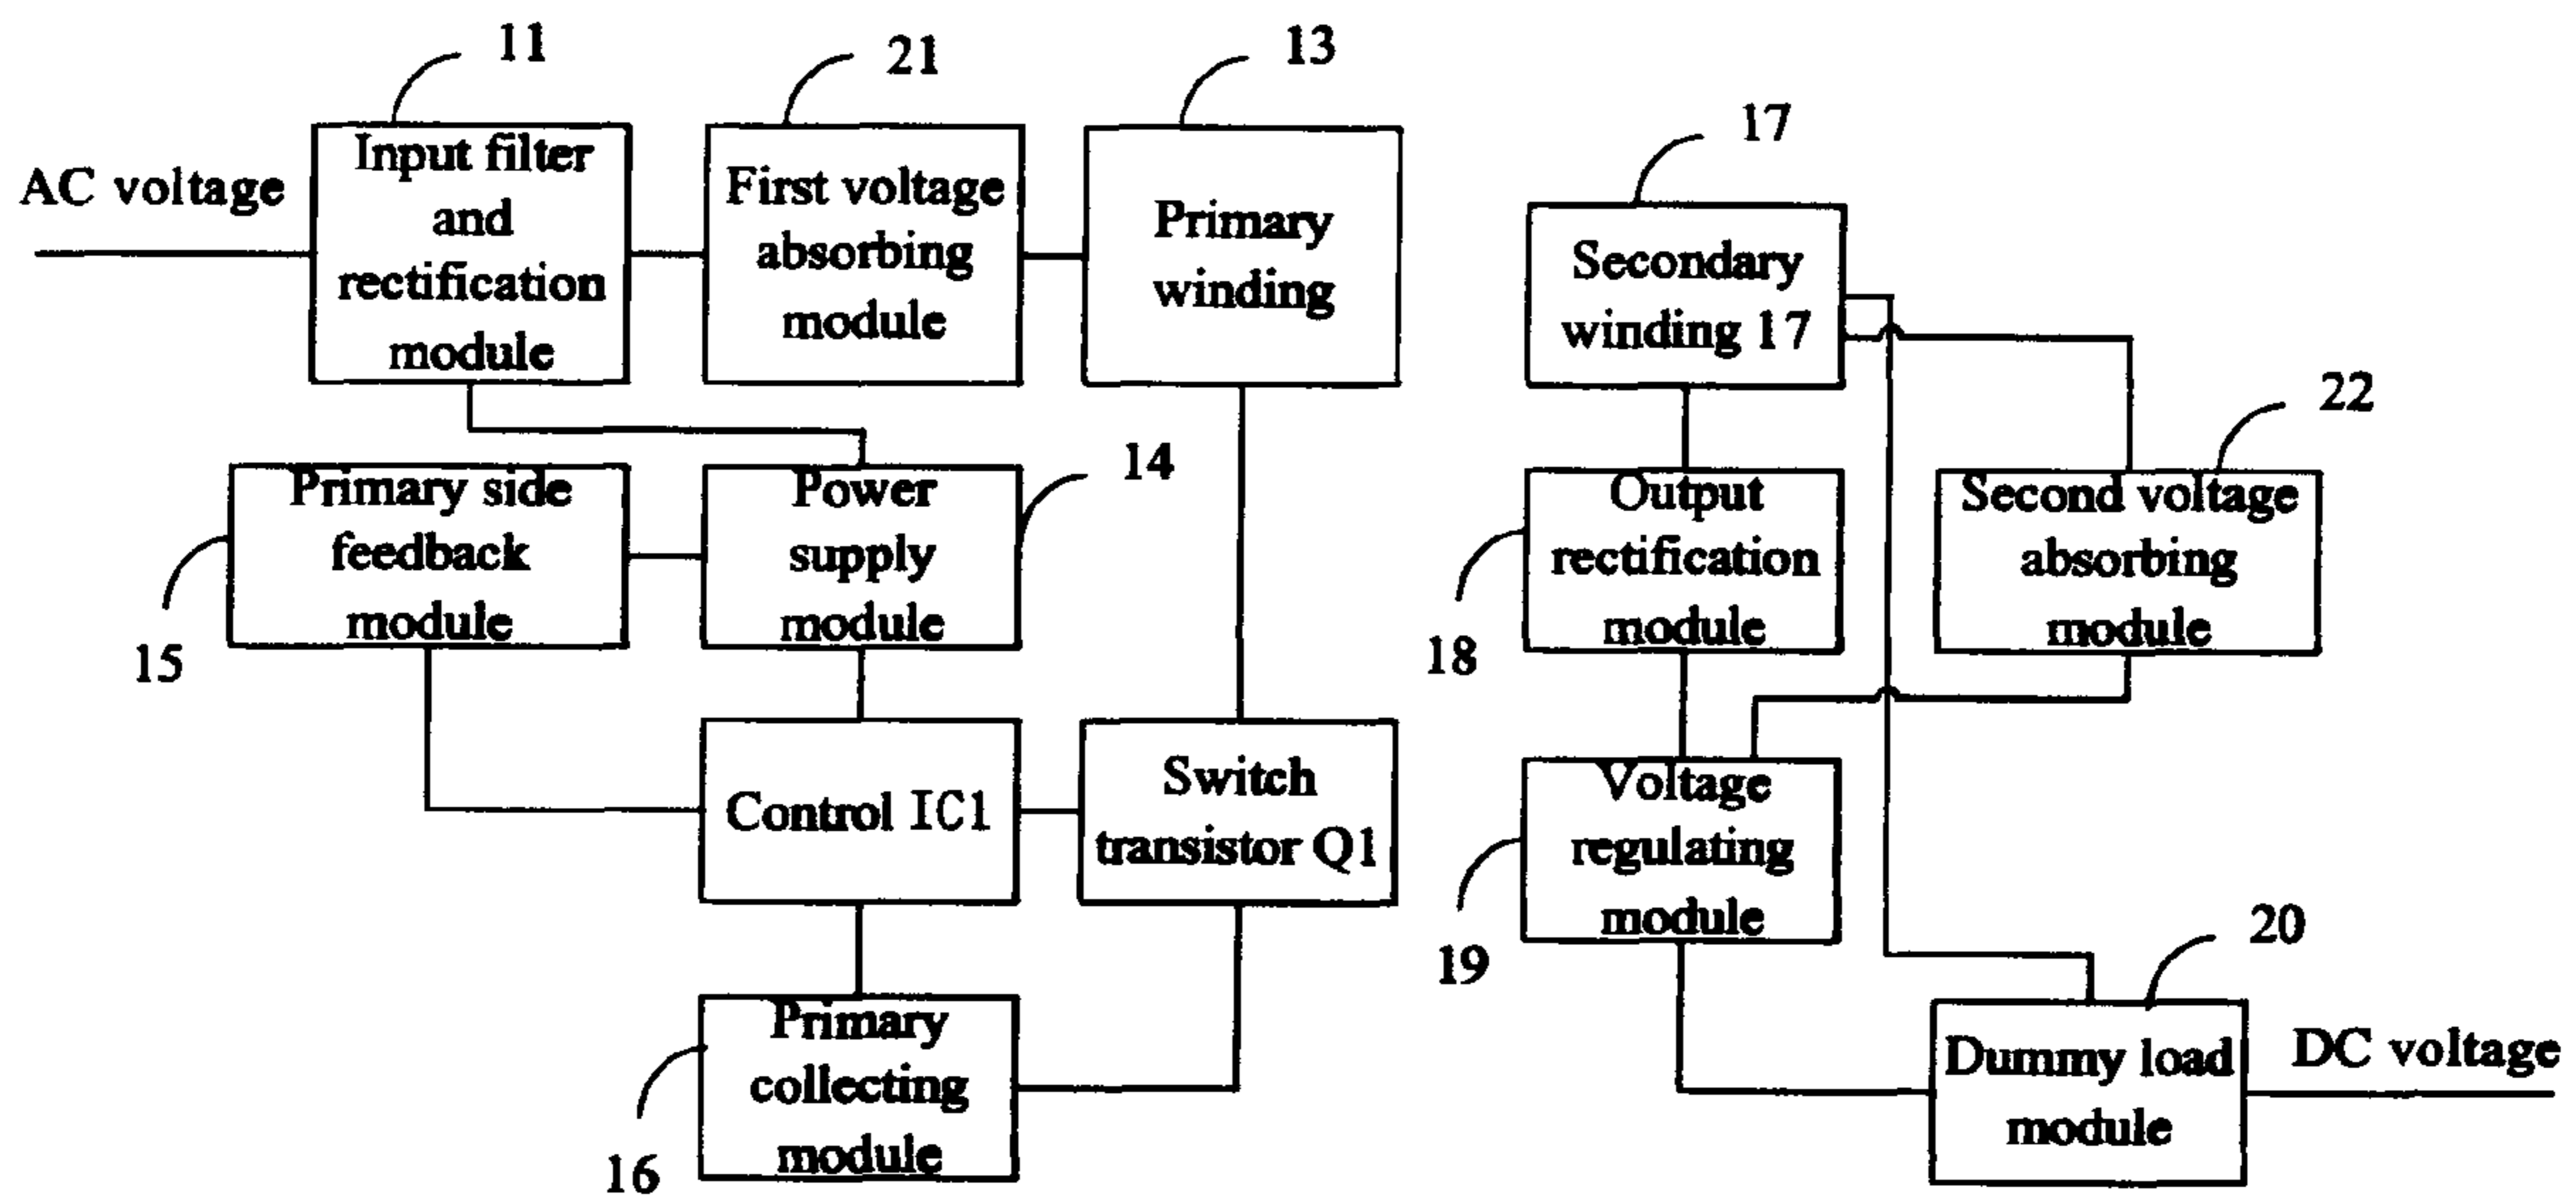 11
21
13
17
AC voltage
Input filter
and
rectification
module
First voltage
absorbing
module
Primary
winding
Secondary
winding 17
22
14
Primary side
feedback
module
Power
supply
module
Output
rectification
module
Second voltage
absorbing
module
15
18
Control IC1
Switch
transistor Q1
Voltage
regulating
module
19
20
Primary
collecting
module
16
Dummy load
module
DC voltage